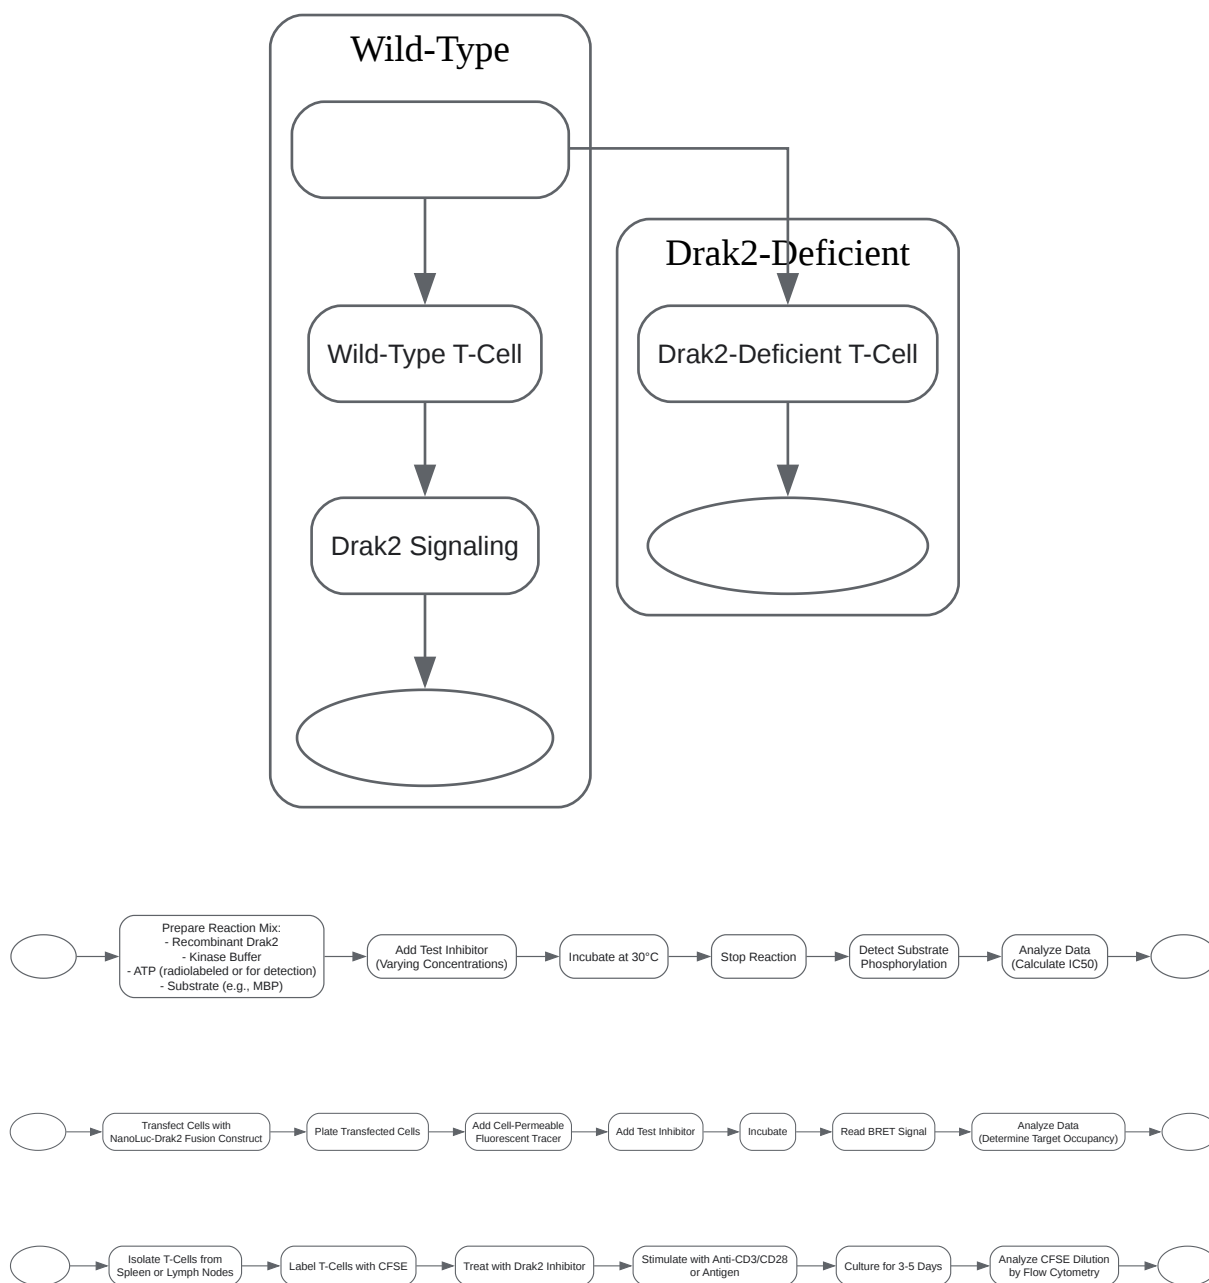 Wild-Type
Drak2-Deficient
Wild-Type T-Cell
Drak2-Deficient T-Cell
Drak2 Signaling
Prepare Reaction Mix:
- Recombinant Drak2
- Kinase Buffer
- ATP (radiolabeled or for detection)
- Substrate (e.g., MBP)
Add Test Inhibitor
(Varying Concentrations)
Incubate at 30°C
Stop Reaction
Detect Substrate
Phosphorylation
Analyze Data
(Calculate IC50)
Transfect Cells with
NanoLuc-Drak2 Fusion Construct
Plate Transfected Cells
Add Cell-Permeable
Fluorescent Tracer
Add Test Inhibitor
Incubate
Read BRET Signal
Analyze Data
(Determine Target Occupancy)
Isolate T-Cells from
Spleen or Lymph Nodes
Label T-Cells with CFSE
Treat with Drak2 Inhibitor
Stimulate with Anti-CD3/CD28
or Antigen
Culture for 3-5 Days
Analyze CFSE Dilution
by Flow Cytometry